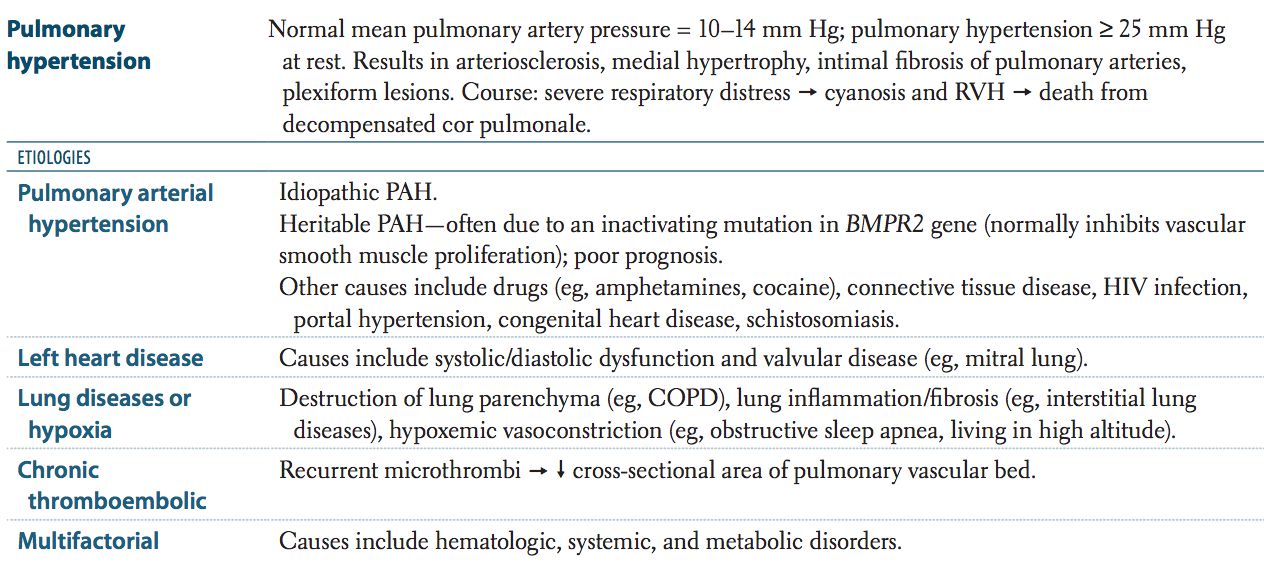 Pulmonary hypertension
Normal mean pulmonary artery pressure = 10–14 mm Hg; pulmonary hypertension ≥ 25 mm Hg
at rest. Results in arteriosclerosis, medial hypertrophy, intimal fibrosis of pulmonary arteries,
plexiform lesions. Course: severe respiratory distress → cyanosis and RVH → death from
decompensated cor pulmonale.
ETIOLOGIES
Pulmonary arterial
hypertension
Idiopathic PAH.
Heritable PAH—often due to an inactivating mutation in BMPR2 gene (normally inhibits vascular
smooth muscle proliferation); poor prognosis.
Other causes include drugs (eg, amphetamines, cocaine), connective tissue disease, HIV infection,
portal hypertension, congenital heart disease, schistosomiasis.
Left heart disease
Causes include systolic/diastolic dysfunction and valvular disease (eg, mitral lung).
Lung diseases or
hypoxia
Destruction of lung parenchyma (eg, COPD), lung inflammation/fibrosis (eg, interstitial lung
diseases), hypoxemic vasoconstriction (eg, obstructive sleep apnea, living in high altitude).
Chronic
thromboembolic
Recurrent microthrombi → ↓ cross-sectional area of pulmonary vascular bed.
Multifactorial
Causes include hematologic, systemic, and metabolic disorders.